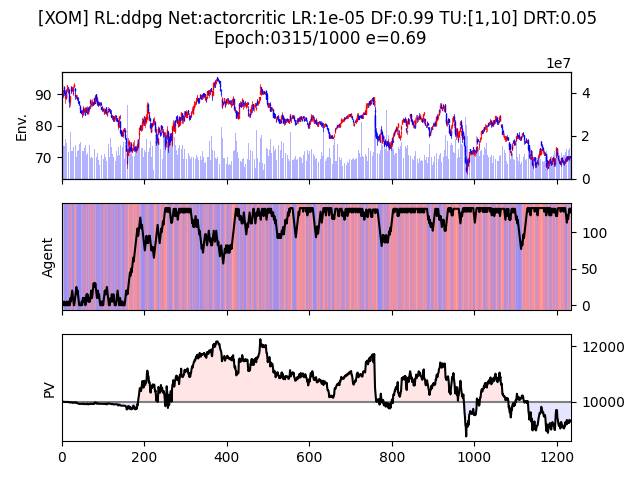 [XOM] RL:ddpg Net:actorcritic LR:1e-05 DF:0.99 TU:[1,10] DRT:0.05
Epoch:0315/1000 e=0.69
1e7
90
80
70
Env.
4
2
0
Agent
100
50
0
PV
12000
10000
0 200 400 600 800 1000 1200